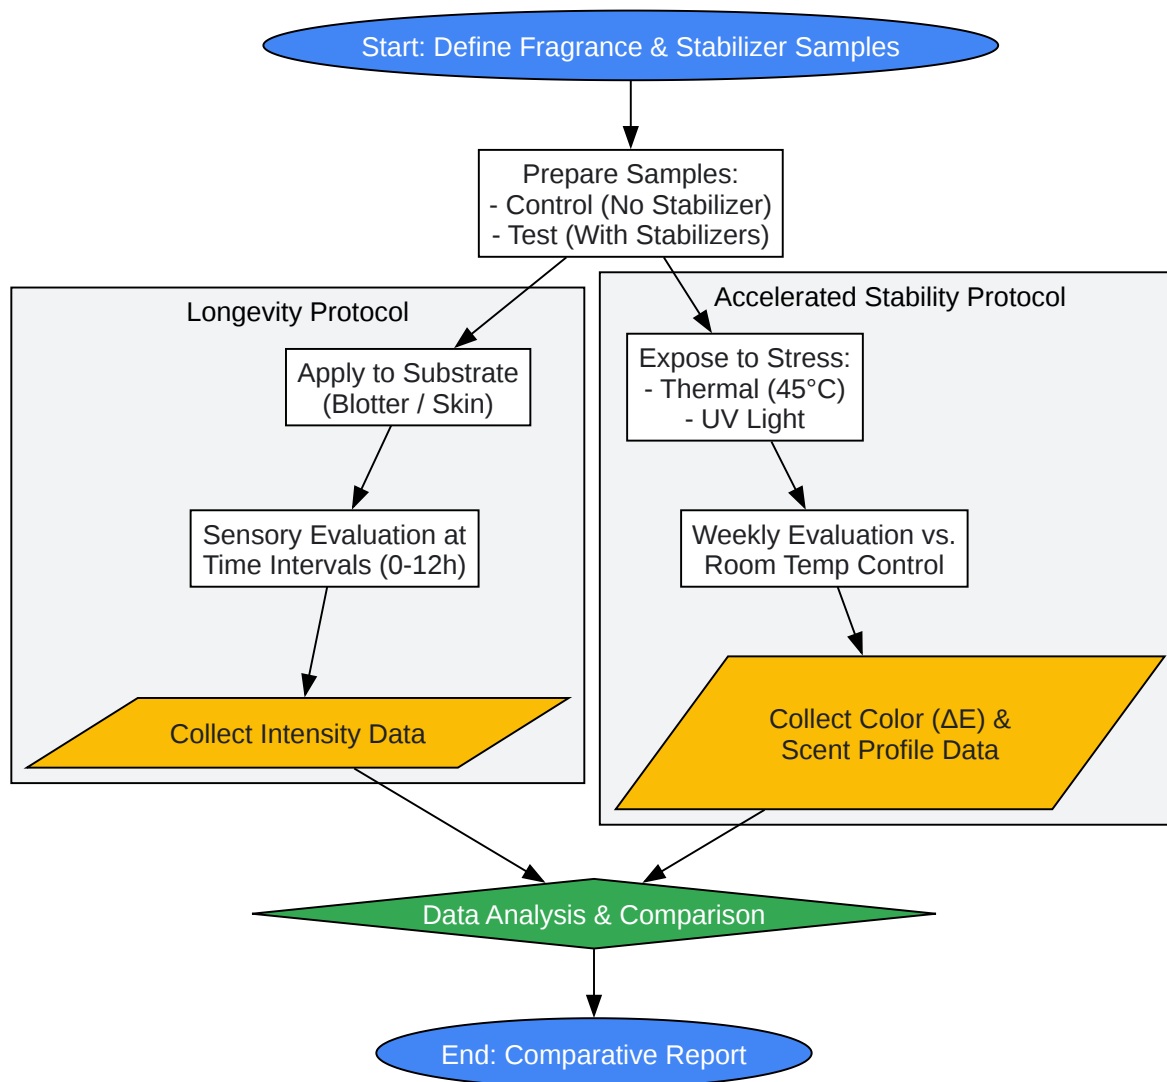 Start: Define Fragrance & Stabilizer Samples
Prepare Samples:
- Control (No Stabilizer)
- Test (With Stabilizers)
Longevity Protocol
Apply to Substrate
(Blotter / Skin)
Sensory Evaluation at
Time Intervals (0-12h)
Collect Intensity Data
Accelerated Stability Protocol
Expose to Stress:
- Thermal (45°C)
- UV Light
Weekly Evaluation vs.
Room Temp Control
Collect Color (ΔE) &
Scent Profile Data
Data Analysis & Comparison
End: Comparative Report